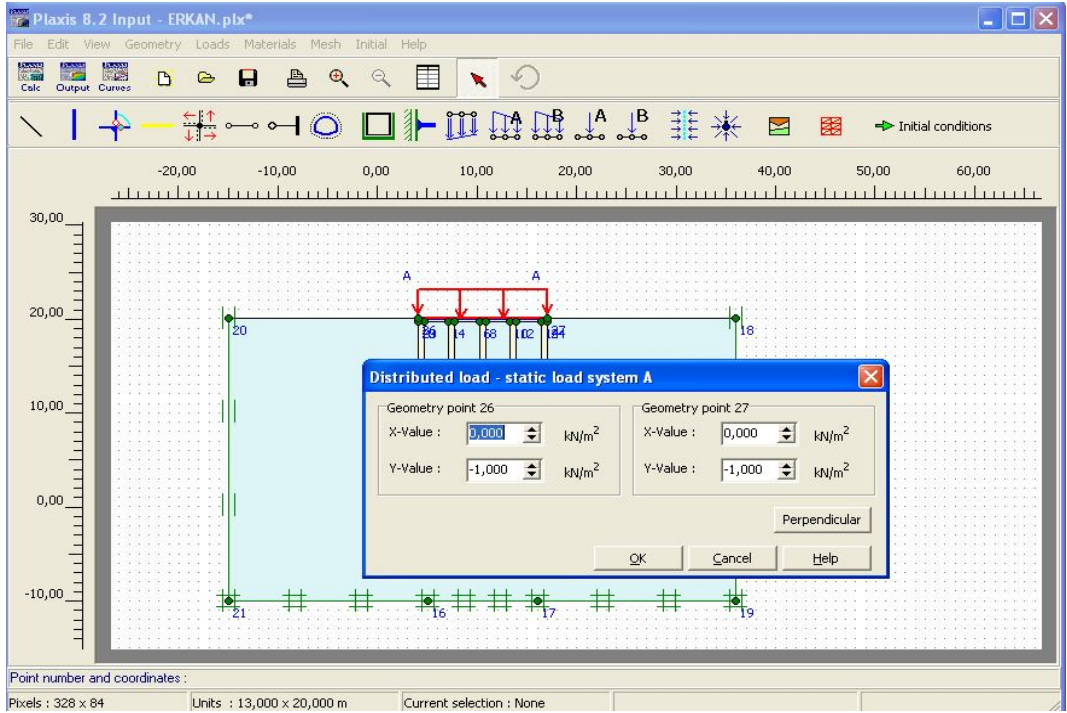 Plaxis 8.2 Input - ERKAN.plx*
File Edit View Geometry Loads Materials Mesh Initial Help
Calc Output Curves
A B A B Initial conditions
-20,00 -10,00 0,00 10,00 20,00 30,00 40,00 50,00 60,00
30,00
A A
20,00
20 14 18
Distributed load - static load system A
Geometry point 26 Geometry point 27
10,00
X-Value : 0,000 kN/m2 X-Value : 0,000 kN/m2
Y-Value : -1,000 kN/m2 Y-Value : -1,000 kN/m2
0,00
Perpendicular
OK Cancel Help
-10,00
21 16 17 19
Point number and coordinates :
Pixels : 328 x 84 Units : 13,000 x 20,000 m Current selection : None